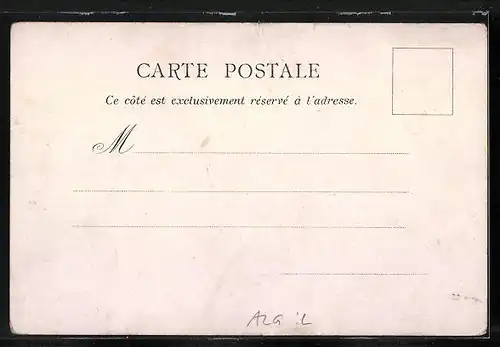 CARTE POSTALE
Ce côté est exclusivement réservé à l'adresse.
M